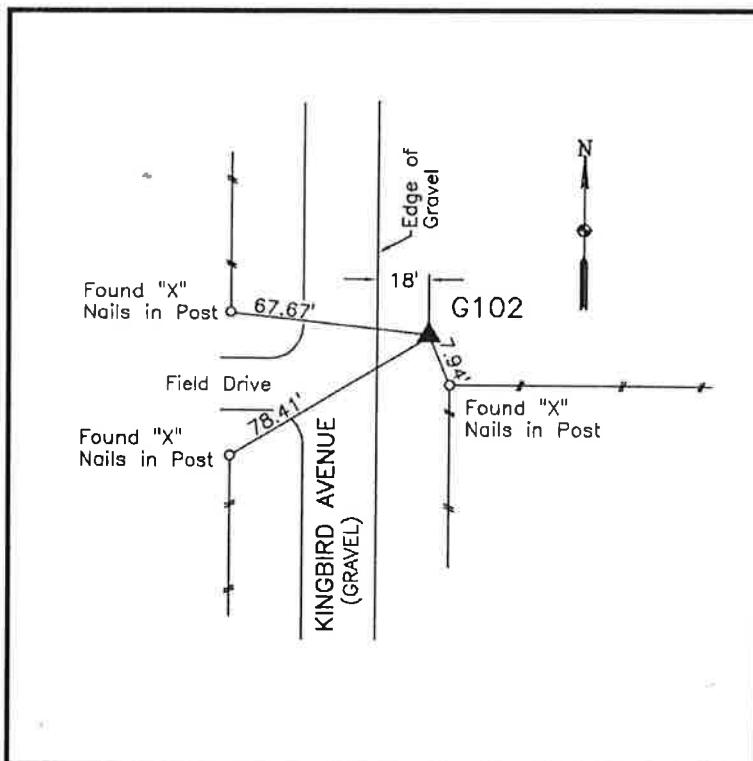 N
Edge of
Gravel
18'
Found "X"
Nails in Post
67.67'
G102
7.94'
Field Drive
78.41'
Found "X"
Nails in Post
Found "X"
Nails in Post
KINGBIRD AVENUE
(GRAVEL)